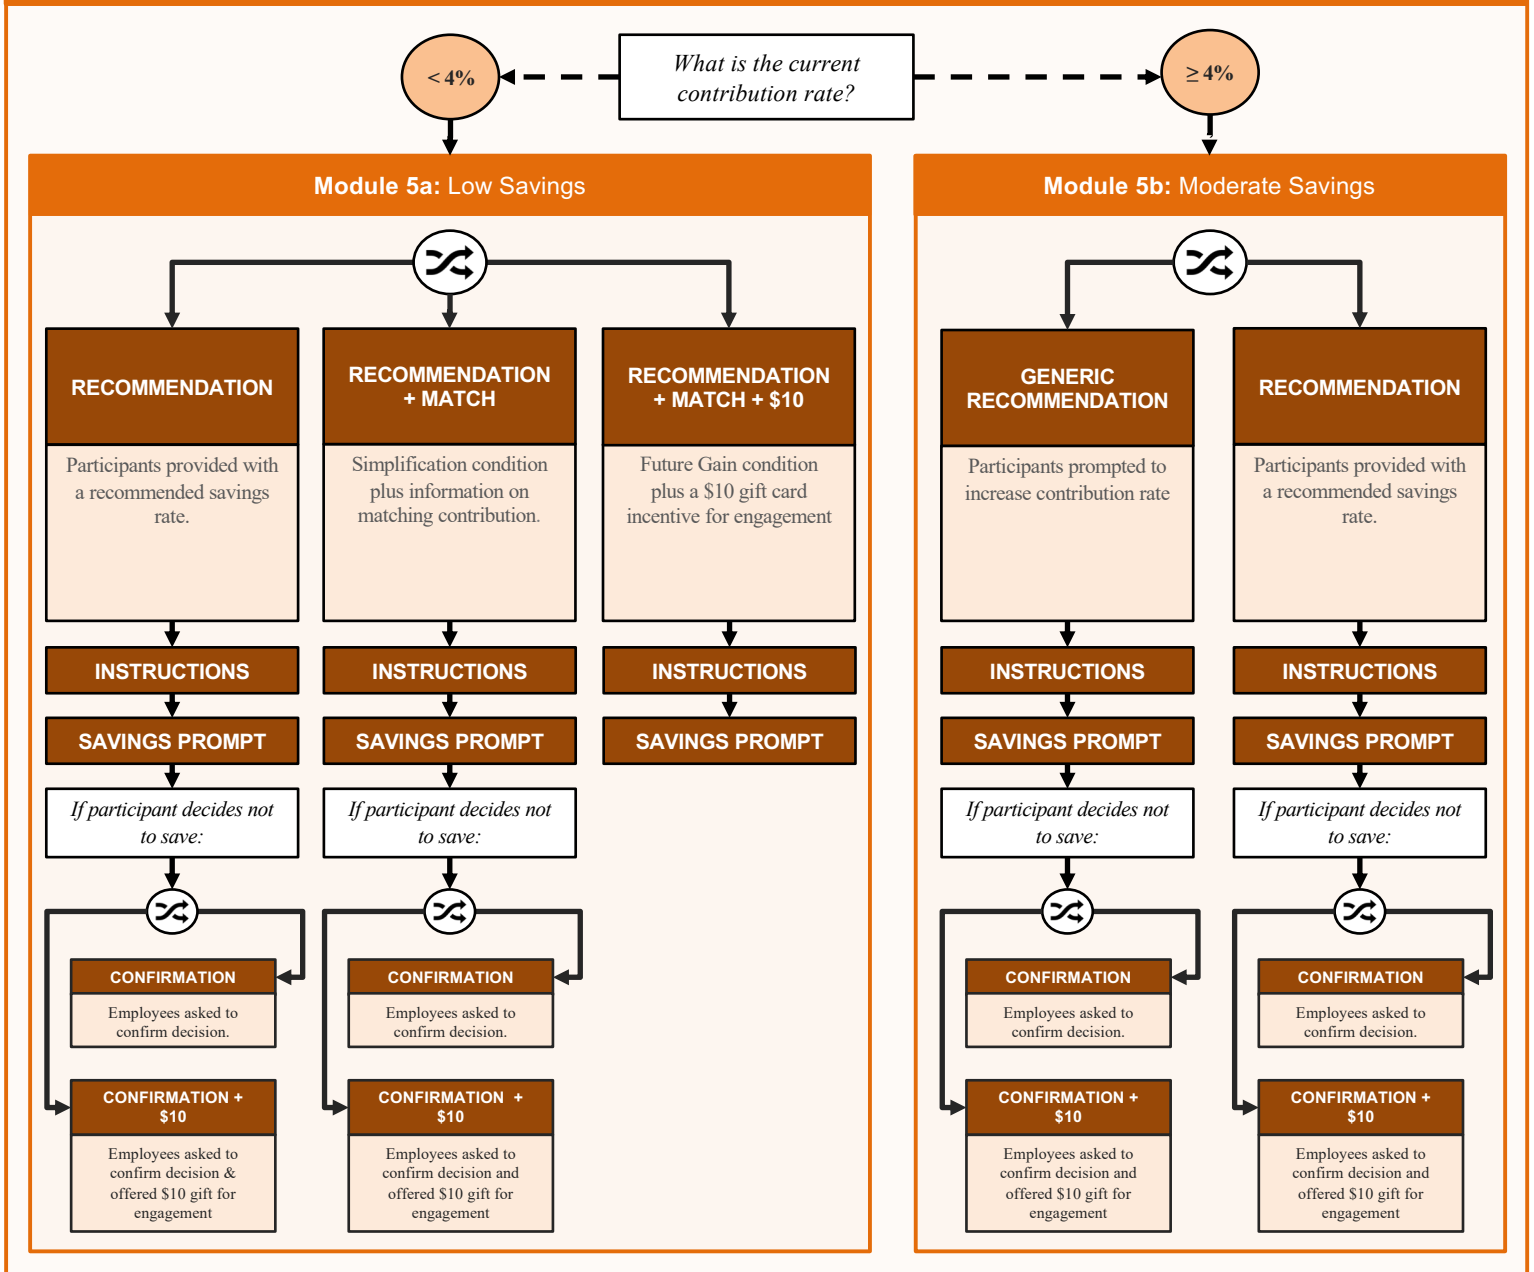 What is the current
contribution rate?
< 4%
≥ 4%
Module 5a: Low Savings
RECOMMENDATION
Participants provided with
a recommended savings
rate.
INSTRUCTIONS
SAVINGS PROMPT
If participant decides not
to save:
CONFIRMATION
Employees asked to
confirm decision.
CONFIRMATION +
$10
Employees asked to
confirm decision &
offered $10 gift for
engagement
RECOMMENDATION
+ MATCH
Simplification condition
plus information on
matching contribution.
INSTRUCTIONS
SAVINGS PROMPT
If participant decides not
to save:
CONFIRMATION
Employees asked to
confirm decision.
CONFIRMATION +
$10
Employees asked to
confirm decision and
offered $10 gift for
engagement
RECOMMENDATION
+ MATCH + $10
Future Gain condition
plus a $10 gift card
incentive for engagement
INSTRUCTIONS
SAVINGS PROMPT
Module 5b: Moderate Savings
GENERIC
RECOMMENDATION
Participants prompted to
increase contribution rate
INSTRUCTIONS
SAVINGS PROMPT
If participant decides not
to save:
CONFIRMATION
Employees asked to
confirm decision.
CONFIRMATION +
$10
Employees asked to
confirm decision and
offered $10 gift for
engagement
RECOMMENDATION
Participants provided with
a recommended savings
rate.
INSTRUCTIONS
SAVINGS PROMPT
If participant decides not
to save:
CONFIRMATION
Employees asked to
confirm decision.
CONFIRMATION +
$10
Employees asked to
confirm decision and
offered $10 gift for
engagement